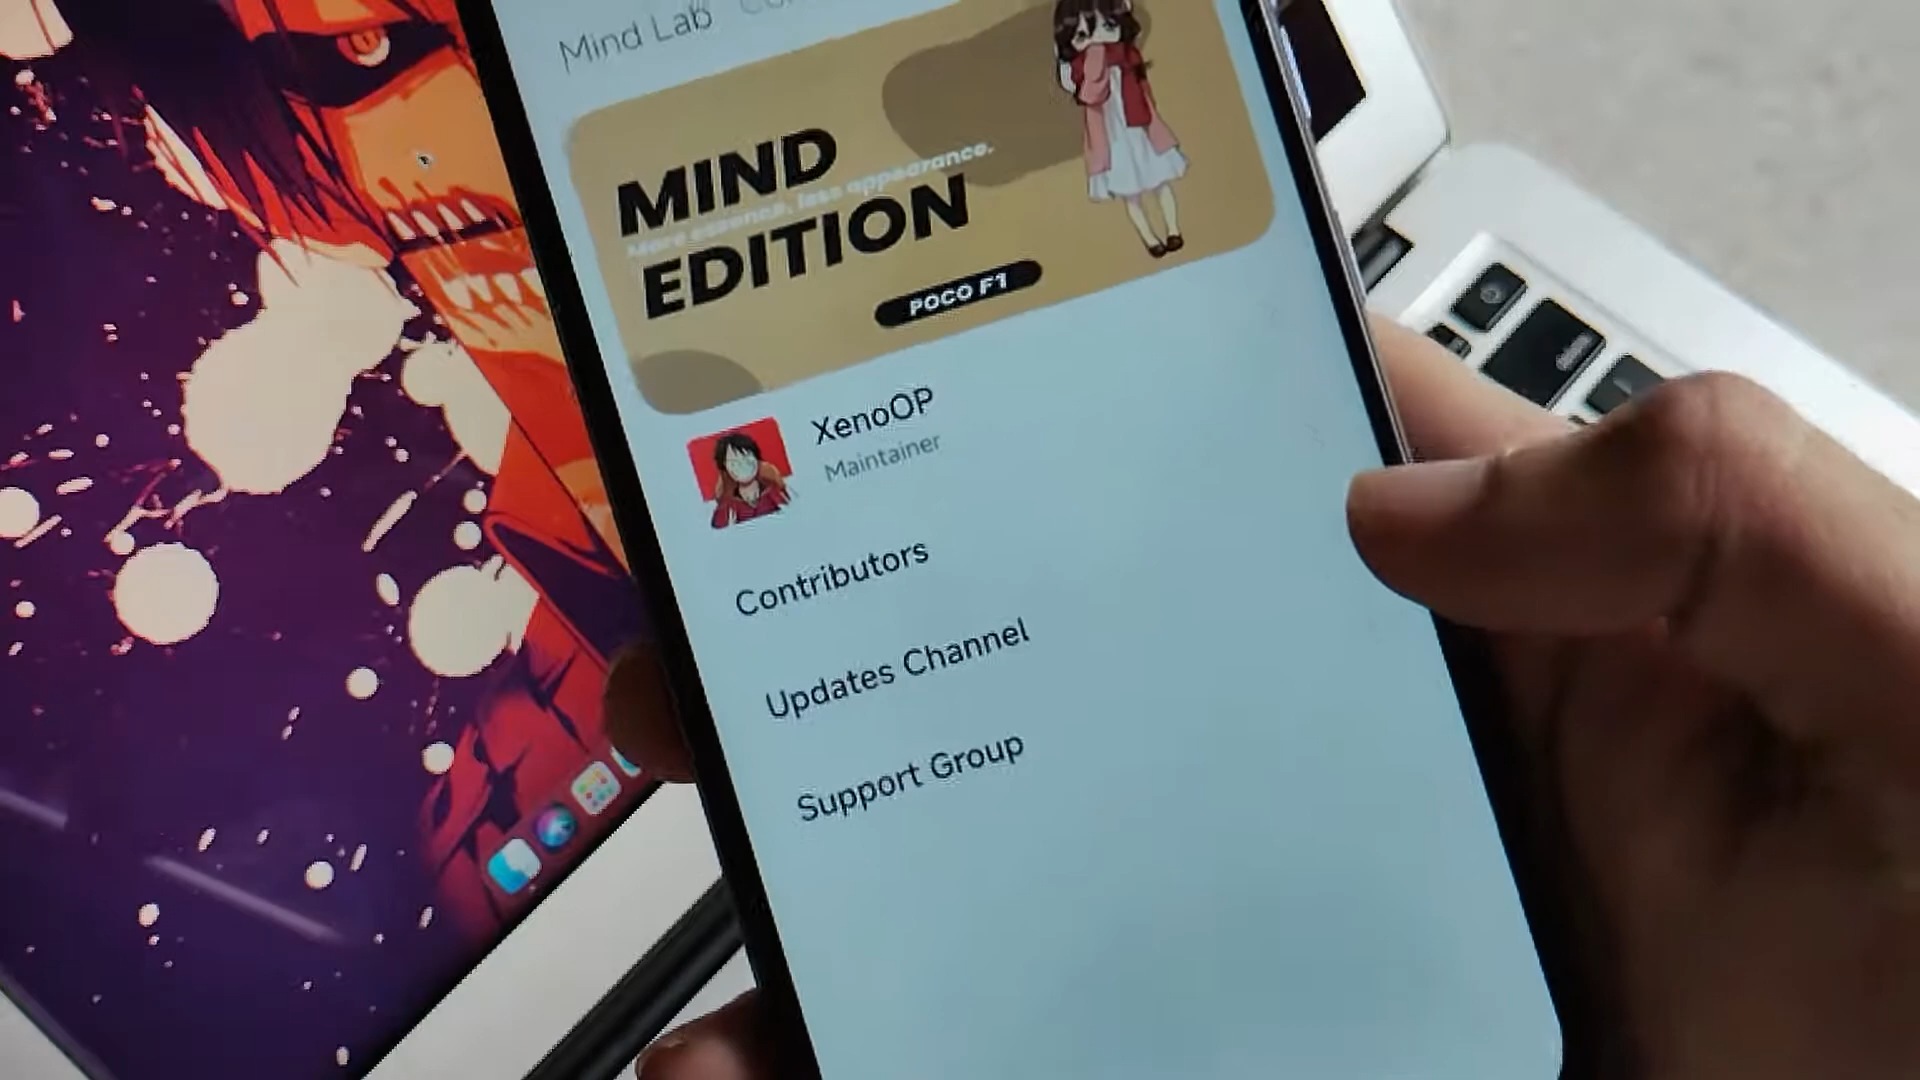 Mind Lab
MIND
More essence, less appearance.
EDITION
POCO F1
XenoOP
Maintainer
Contributors
Updates Channel
Support Group